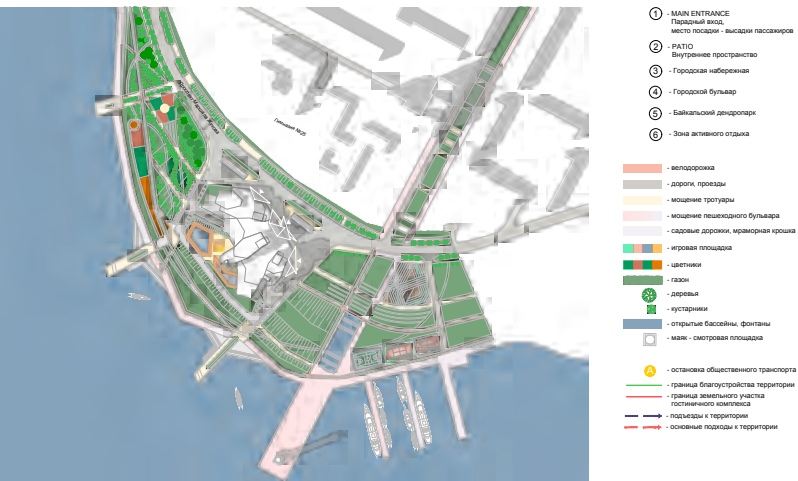 1 - MAIN ENTRANCE
Парадный вход,
место посадки - высадки пассажиров
2 - PATIO
Внутреннее пространство
3 - Городская набережная
4 - Городской бульвар
5 - Байкальский дендропарк
6 - Зона активного отдыха
- велодорожка
- дороги, проезды
- мощение тротуары
- мощение пешеходного бульвара
- садовые дорожки, мраморная крошка
- игровая площадка
- цветники
- газон
- деревья
- кустарники
- открытые бассейны, фонтаны
- маяк - смотровая площадка
А - остановка общественного транспорта
- граница благоустройства территории
- граница земельного участка
гостиничного комплекса
- подъезды к территории
- основные подходы к территории
Гимназия №25